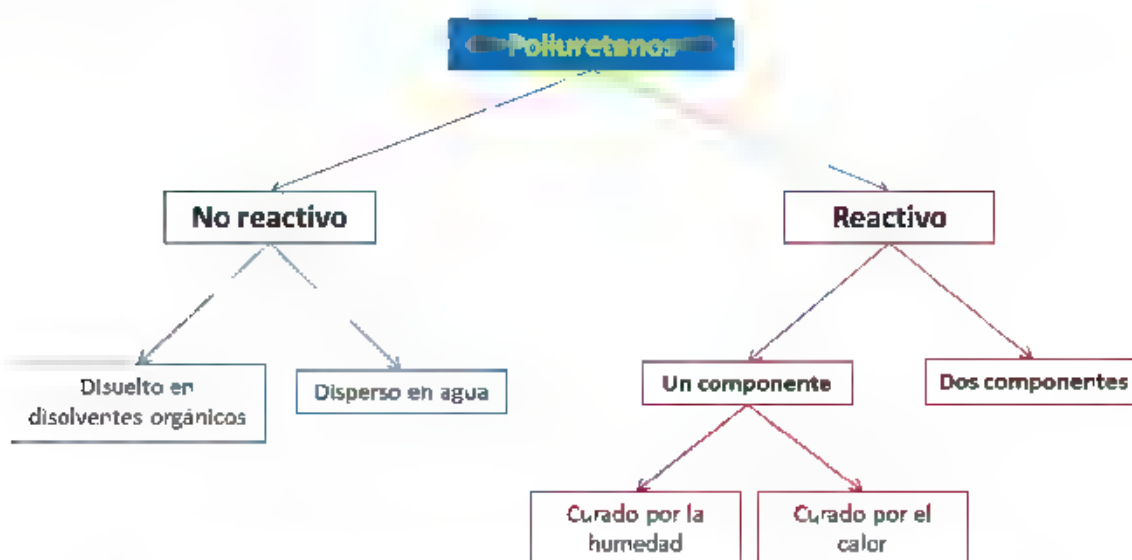 Poliuretanos
No reactivo
Reactivo
Disuelto en
disolventes orgánicos
Disperso en agua
Un componente
Dos componentes
Curado por la
humedad
Curado por el
calor